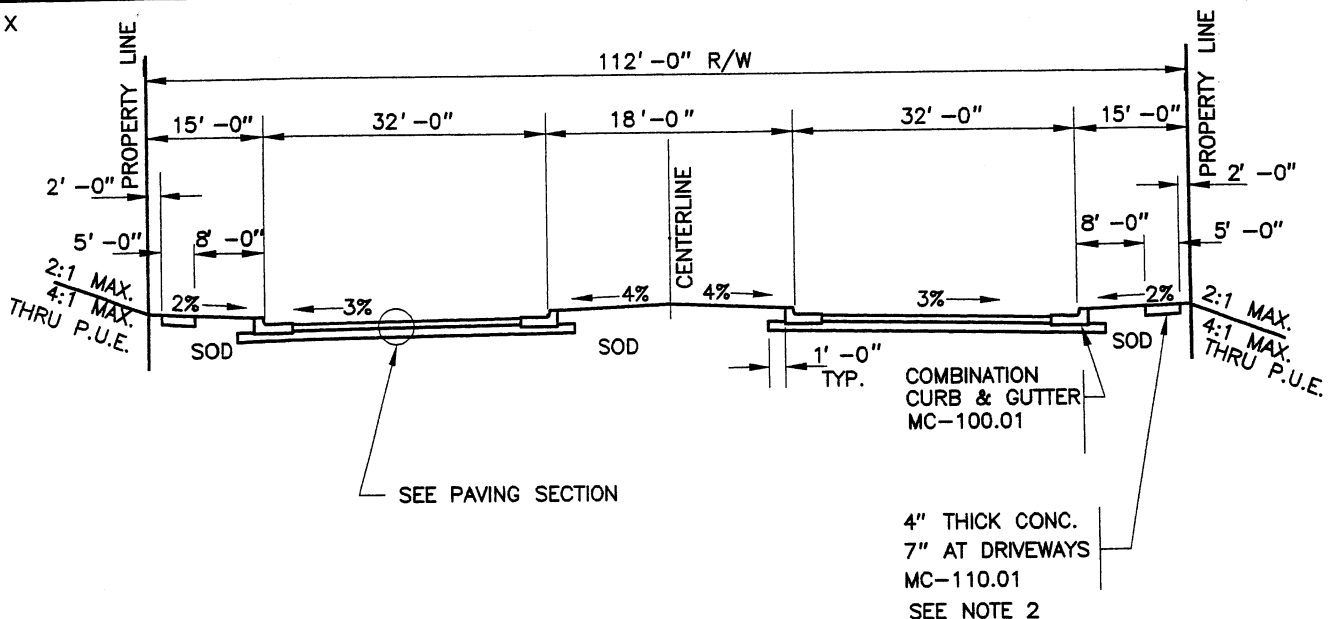 X
PROPERTY LINE
PROPERTY LINE
112'-0" R/W
15'-0"
32'-0"
18'-0"
32'-0"
15'-0"
CENTERLINE
2'-0"
2'-0"
5'-0"
8'-0"
8'-0"
5'-0"
2:1 MAX.
4:1 MAX.
THRU P.U.E.
2%
3%
4%
4%
3%
2%
2:1 MAX.
4:1 MAX.
THRU P.U.E.
SOD
SOD
SOD
1'-0"
TYP.
COMBINATION
CURB & GUTTER
MC-100.01
SEE PAVING SECTION
4" THICK CONC.
7" AT DRIVEWAYS
MC-110.01
SEE NOTE 2